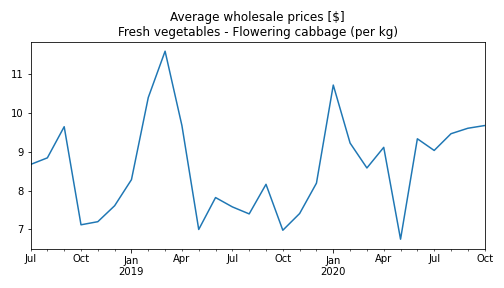 Average wholesale prices [$]
Fresh vegetables - Flowering cabbage (per kg)
11
10
9
8
7
Jul Oct Jan Apr Jul Oct Jan Apr Jul Oct
2019 2020